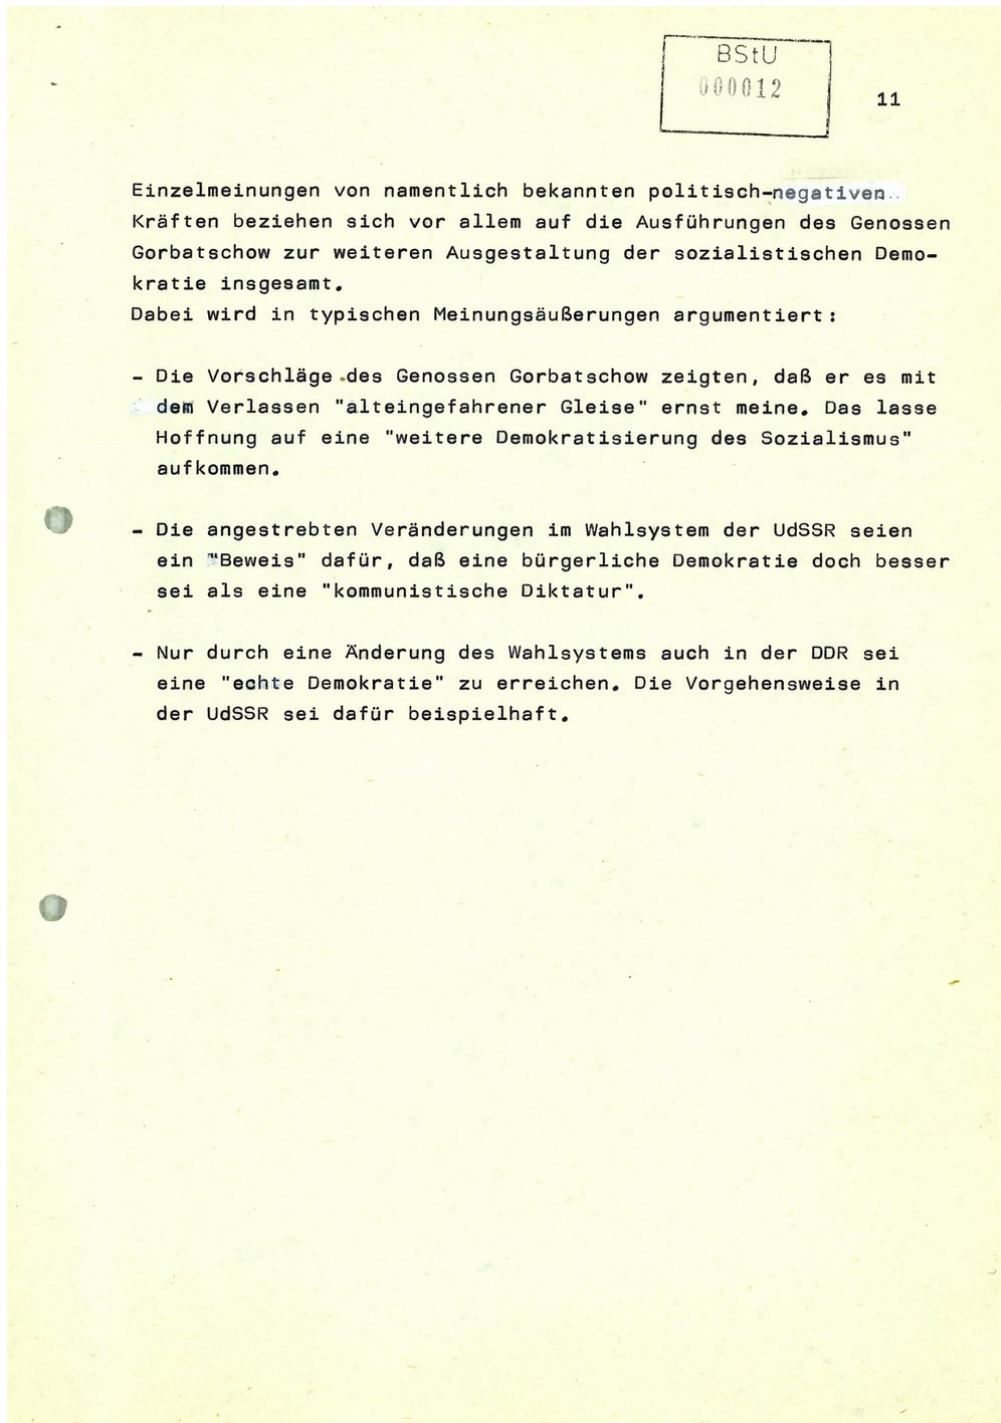 BStU
000012
11
Einzelmeinungen von namentlich bekannten politisch-negativen
Kräften beziehen sich vor allem auf die Ausführungen des Genossen
Gorbatschow zur weiteren Ausgestaltung der sozialistischen Demo-
kratie insgesamt.
Dabei wird in typischen Meinungsäußerungen argumentiert:
- Die Vorschläge des Genossen Gorbatschow zeigten, daß er es mit
dem Verlassen "alteingefahrener Gleise" ernst meine. Das lasse
Hoffnung auf eine "weitere Demokratisierung des Sozialismus"
aufkommen.
- Die angestrebten Veränderungen im Wahlsystem der UdSSR seien
ein "Beweis" dafür, daß eine bürgerliche Demokratie doch besser
sei als eine "kommunistische Diktatur".
- Nur durch eine Änderung des Wahlsystems auch in der DDR sei
eine "echte Demokratie" zu erreichen. Die Vorgehensweise in
der UdSSR sei dafür beispielhaft.